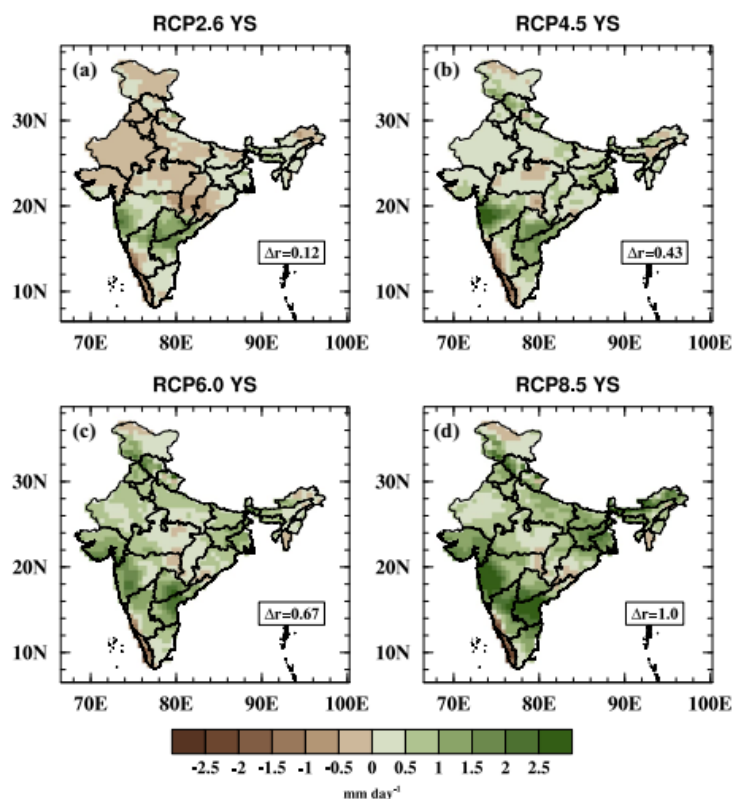 RCP2.6 YS
RCP4.5 YS
(a)
(b)
30N
30N
20N
20N
Δr=0.12
Δr=0.43
10N
10N
70E 80E 90E 100E
70E 80E 90E 100E
RCP6.0 YS
RCP8.5 YS
(c)
(d)
30N
30N
20N
20N
Δr=0.67
Δr=1.0
10N
10N
70E 80E 90E 100E
70E 80E 90E 100E
-2.5 -2 -1.5 -1 -0.5 0 0.5 1 1.5 2 2.5
mm day⁻¹